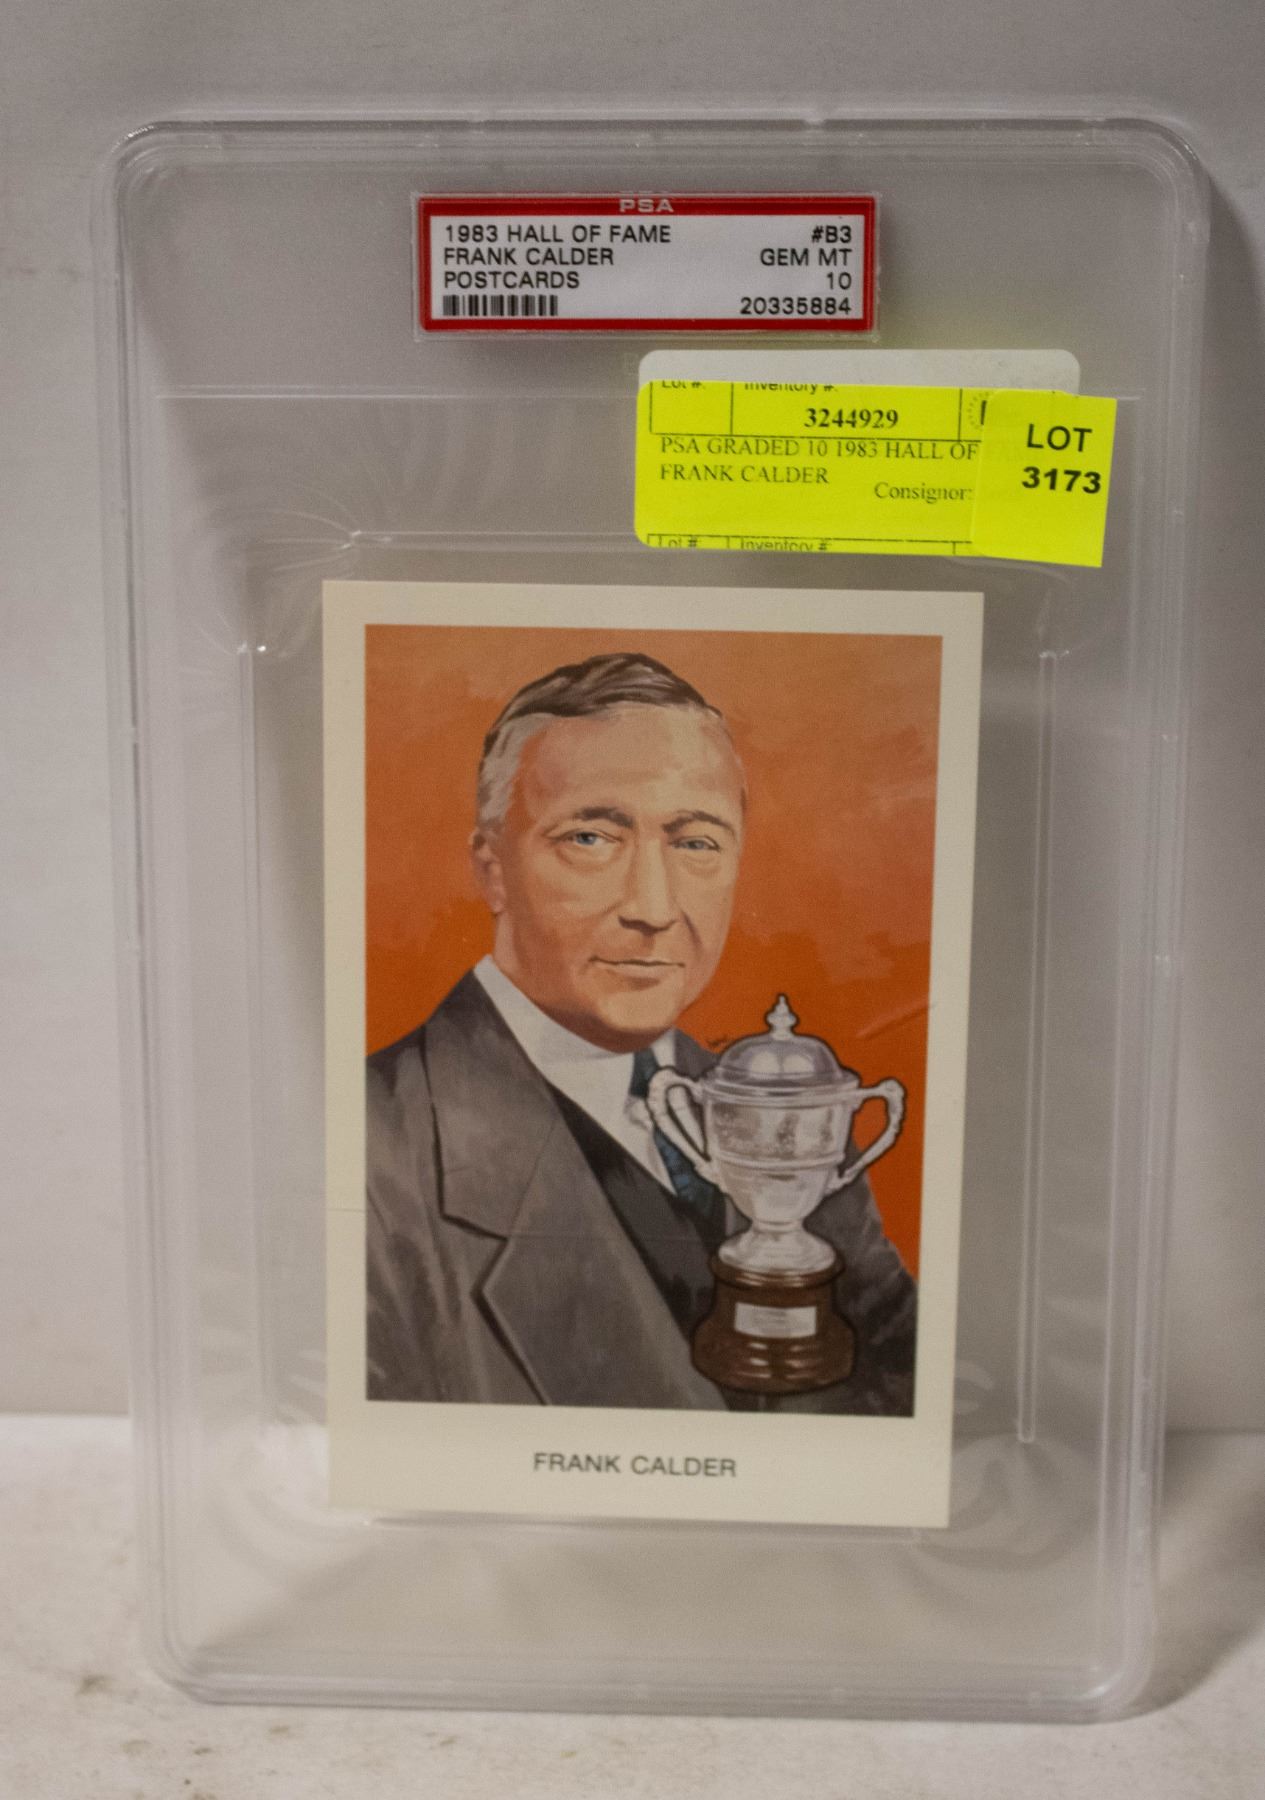 PSA
1983 HALL OF FAME #B3
FRANK CALDER GEM MT
POSTCARDS 10
20335884
Lot #: Inventory #:
3244929
PSA GRADED 10 1983 HALL OF
FRANK CALDER
Consignor:
LOT
3173
Lot #: Inventory #:
FRANK CALDER